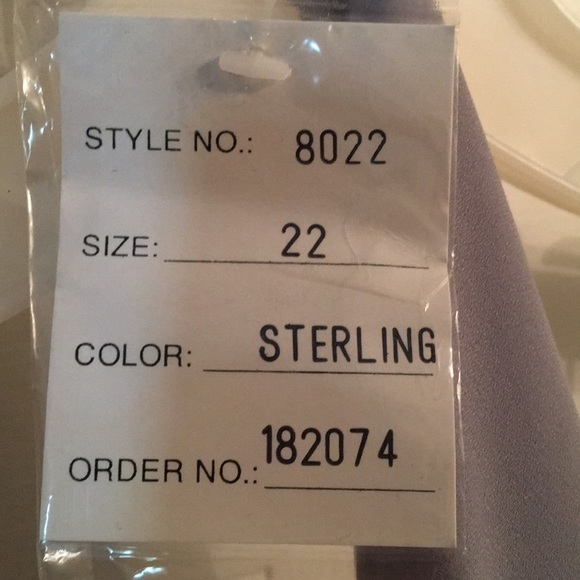 STYLE NO.: 8022
SIZE: 22
COLOR: STERLING
ORDER NO.: 182074